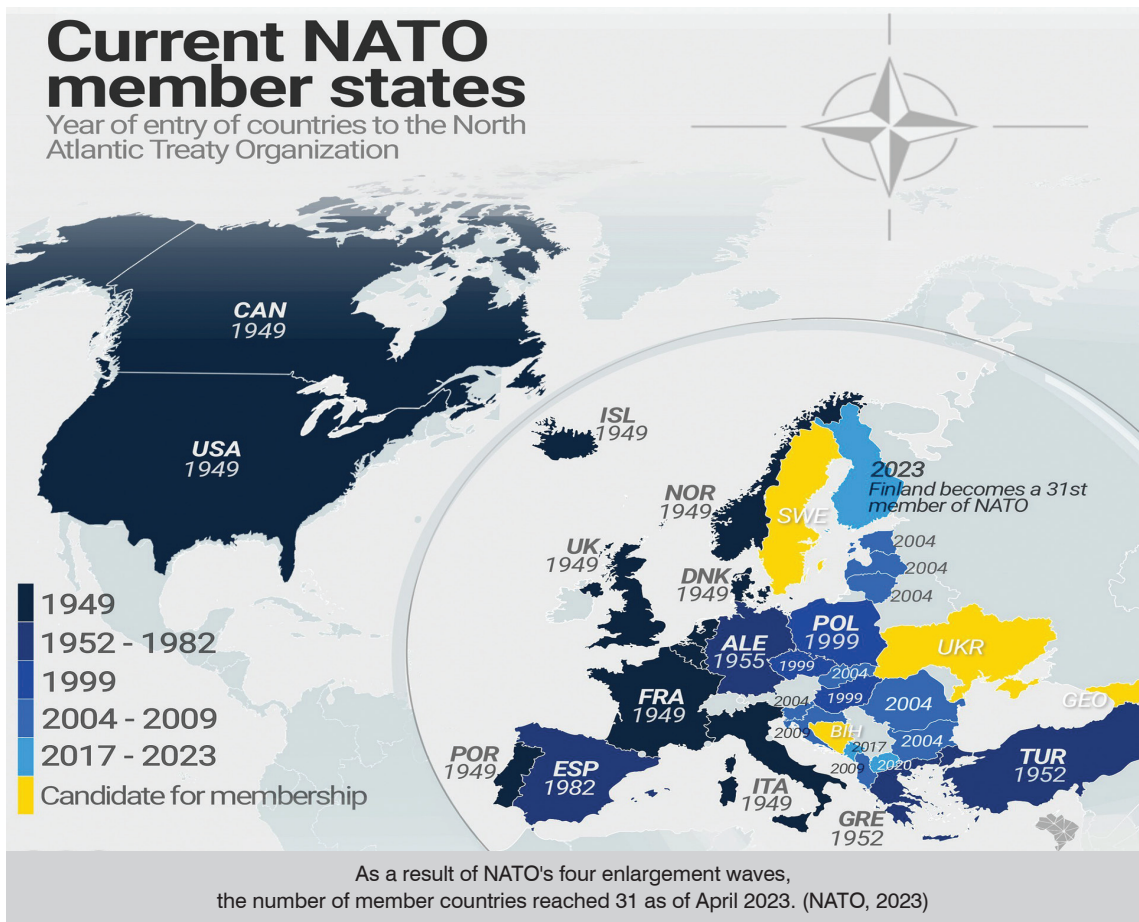 Current NATO
member states
Year of entry of countries to the North
Atlantic Treaty Organization
CAN
1949
USA
1949
ISL
1949
NOR
1949
SWE
2023
Finland becomes a 31st
member of NATO
2004
2004
2004
UK
1949
DNK
1949
ALE
1955
POL
1999
1999
2004
UKR
FRA
1949
2004
1999
2004
GEO
2009
BIH
2017
2004
2009
2020
POR
1949
ESP
1982
ITA
1949
GRE
1952
TUR
1952
1949
1952 - 1982
1999
2004 - 2009
2017 - 2023
Candidate for membership
As a result of NATO's four enlargement waves,
the number of member countries reached 31 as of April 2023. (NATO, 2023)